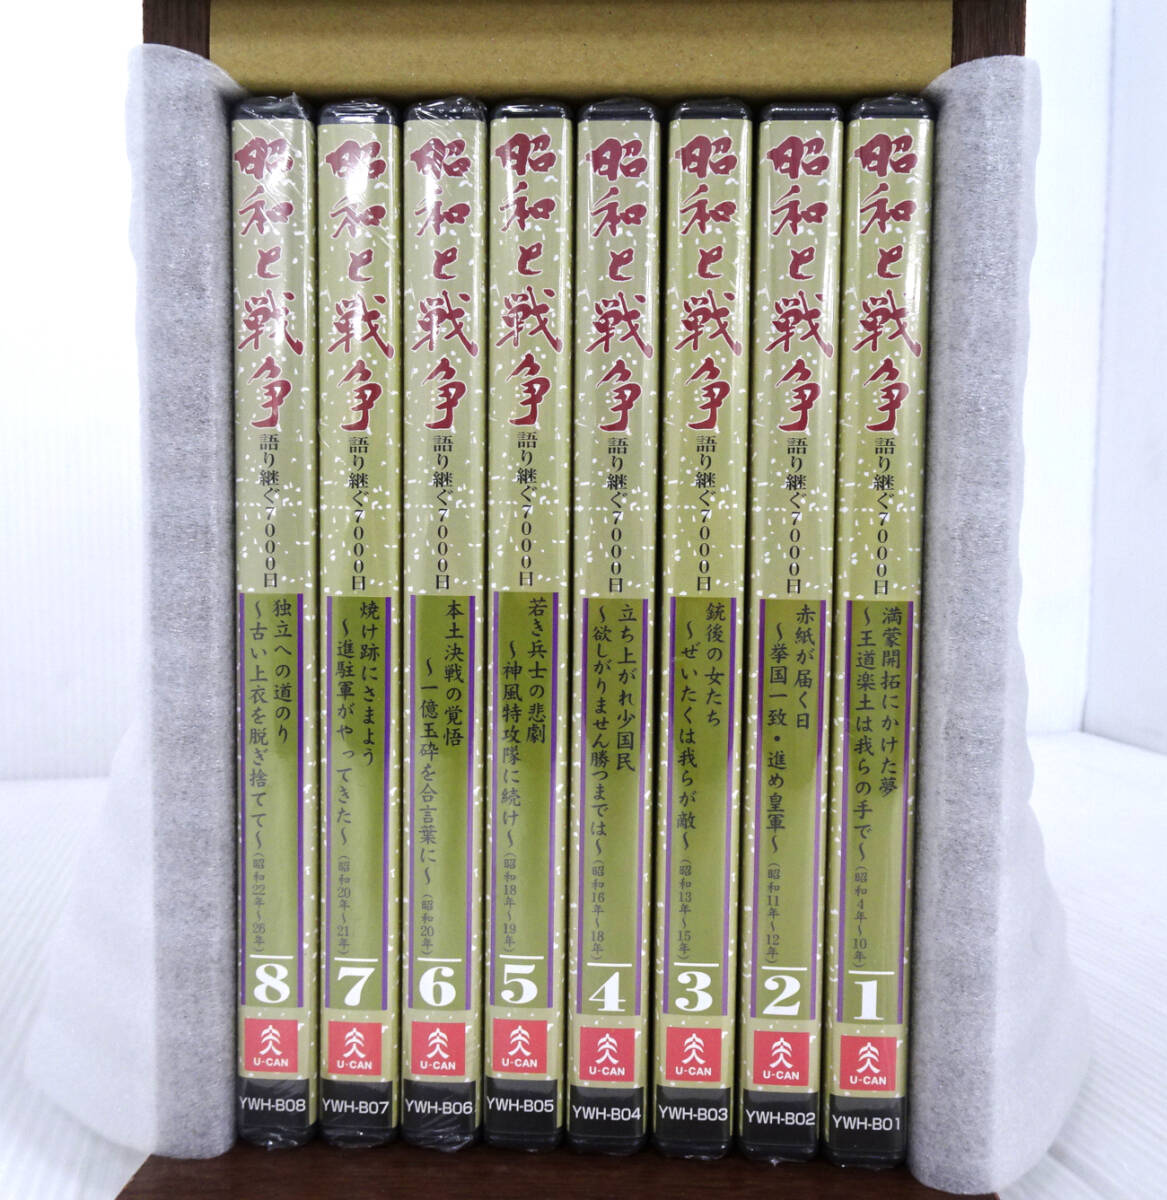 昭和と戦争
語り継ぐ7000日
満蒙開拓にかけた夢
～王道楽土は我らの手で～(昭和4年～10年)
1
U-CAN
YWH-B01
昭和と戦争
語り継ぐ7000日
赤紙が届く日
～挙国一致・進め皇軍～(昭和11年～12年)
2
U-CAN
YWH-B02
昭和と戦争
語り継ぐ7000日
銃後の女たち
～ぜいたくは我らが敵～(昭和13年～15年)
3
U-CAN
YWH-B03
昭和と戦争
語り継ぐ7000日
立ち上がれ少国民
～欲しがりません勝つまでは～(昭和16年～18年)
4
U-CAN
YWH-B04
昭和と戦争
語り継ぐ7000日
若き兵士の悲劇
～神風特攻隊に続け～(昭和18年～19年)
5
U-CAN
YWH-B05
昭和と戦争
語り継ぐ7000日
本土決戦の覚悟
～一億玉砕を合言葉に～(昭和20年)
6
U-CAN
YWH-B06
昭和と戦争
語り継ぐ7000日
焼け跡にさまよう
～進駐軍がやってきた～(昭和20年～21年)
7
U-CAN
YWH-B07
昭和と戦争
語り継ぐ7000日
独立への道のり
～古い上衣を脱ぎ捨てて～(昭和22年～26年)
8
U-CAN
YWH-B08